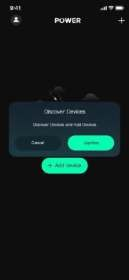 9:41
POWER
Discover Devices
Discover Devices and Add Devices
Cancel
Confirm
+ Add device